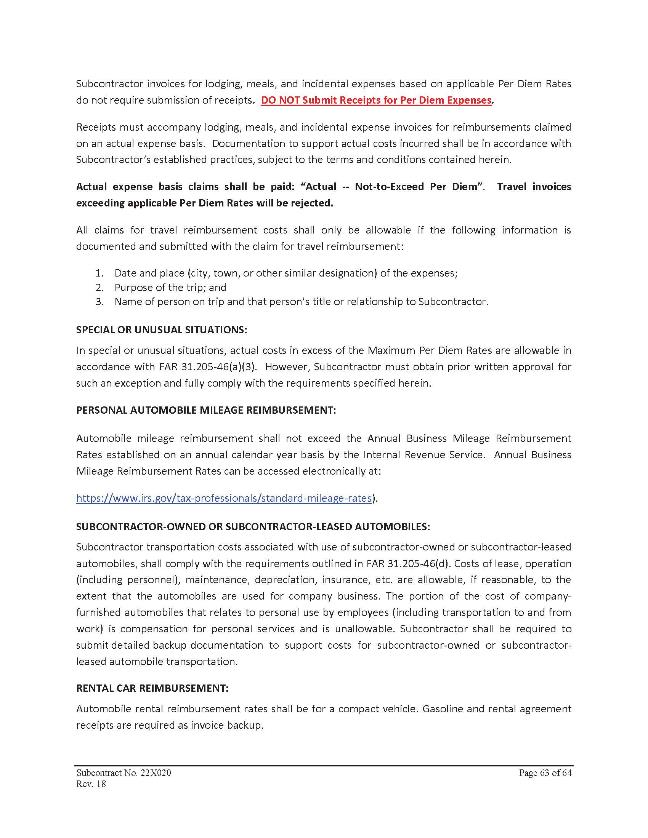 Subcontractor invoices for lodging, meals, and incidental expenses based on applicable Per Diem Rates
do not require submission of receipts. DO NOT Submit Receipts for Per Diem Expenses.
Receipts must accompany lodging, meals, and incidental expense invoices for reimbursements claimed
on an actual expense basis. Documentation to support actual costs incurred shall be in accordance with
Subcontractor's established practices, subject to the terms and conditions contained herein.
Actual expense basis claims shall be paid: "Actual -- Not-to-Exceed Per Diem". Travel invoices
exceeding applicable Per Diem Rates will be rejected.
All claims for travel reimbursement costs shall only be allowable if the following information is
documented and submitted with the claim for travel reimbursement:
1. Date and place (city, town, or other similar designation) of the expenses;
2. Purpose of the trip; and
3. Name of person on trip and that person's title or relationship to Subcontractor.
SPECIAL OR UNUSUAL SITUATIONS:
In special or unusual situations, actual costs in excess of the Maximum Per Diem Rates are allowable in
accordance with FAR 31.205-46(a)(3). However, Subcontractor must obtain prior written approval for
such an exception and fully comply with the requirements specified herein.
PERSONAL AUTOMOBILE MILEAGE REIMBURSEMENT:
Automobile mileage reimbursement shall not exceed the Annual Business Mileage Reimbursement
Rates established on an annual calendar year basis by the Internal Revenue Service. Annual Business
Mileage Reimbursement Rates can be accessed electronically at:
https://www.irs.gov/tax-professionals/standard-mileage-rates).
SUBCONTRACTOR-OWNED OR SUBCONTRACTOR-LEASED AUTOMOBILES:
Subcontractor transportation costs associated with use of subcontractor-owned or subcontractor-leased
automobiles, shall comply with the requirements outlined in FAR 31.205-46(d). Costs of lease, operation
(including personnel), maintenance, depreciation, insurance, etc. are allowable, if reasonable, to the
extent that the automobiles are used for company business. The portion of the cost of company-
furnished automobiles that relates to personal use by employees (including transportation to and from
work) is compensation for personal services and is unallowable. Subcontractor shall be required to
submit detailed backup documentation to support costs for subcontractor-owned or subcontractor-
leased automobile transportation.
RENTAL CAR REIMBURSEMENT:
Automobile rental reimbursement rates shall be for a compact vehicle. Gasoline and rental agreement
receipts are required as invoice backup.
Subcontract No. 22X020
Page 63 of 64
Rev. 18